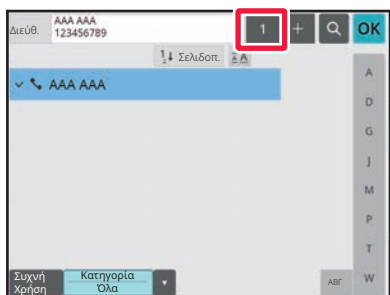 Διεύθ.
AAA AAA
123456789
1
+
OK
Σελιδοπ.
✓ AAA AAA
A
D
G
J
M
P
T
W
Συχνή
Χρήση
Κατηγορία
Όλα
ΑΒΓ